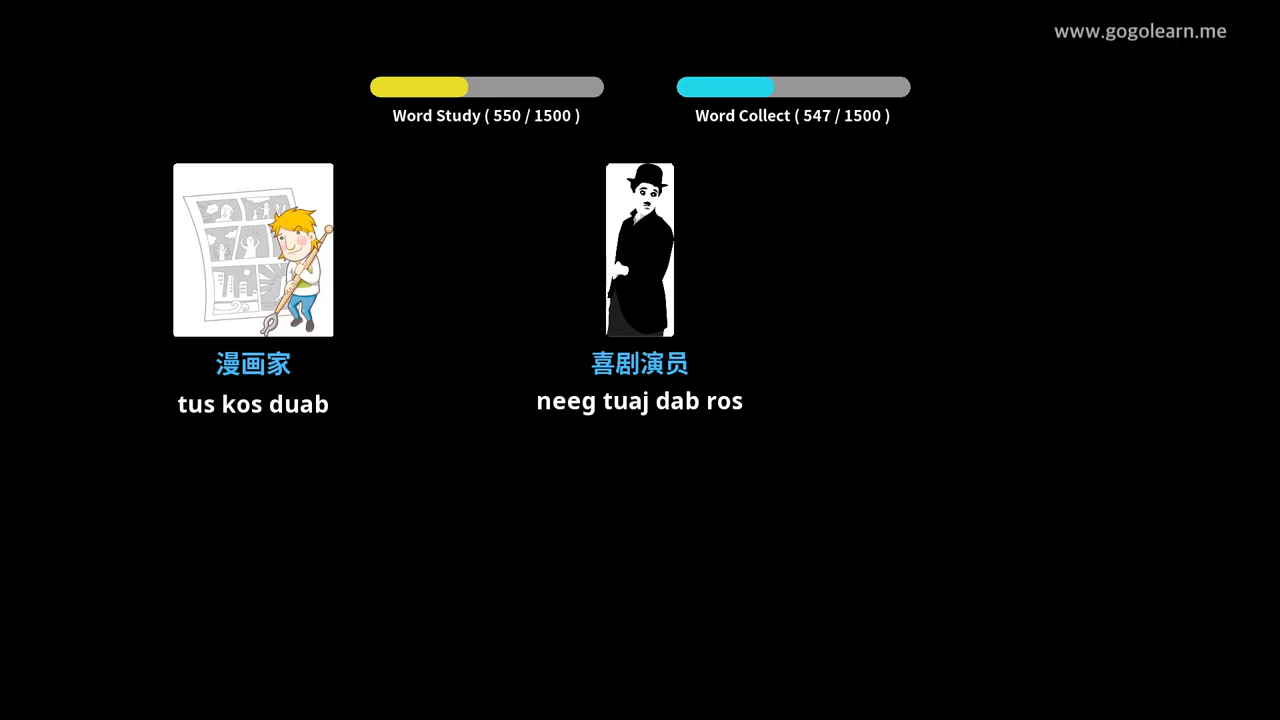 www.gogolearn.me
Word Study ( 550 / 1500 )
Word Collect ( 547 / 1500 )
漫画家
tus kos duab
喜剧演员
neeg tuaj dab ros